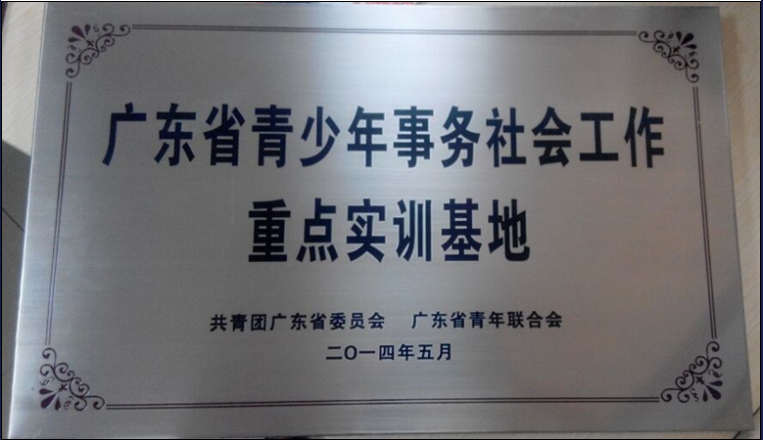 广东省青少年事务社会工作
重点实训基地
共青团广东省委员会 广东省青年联合会
二〇一四年五月